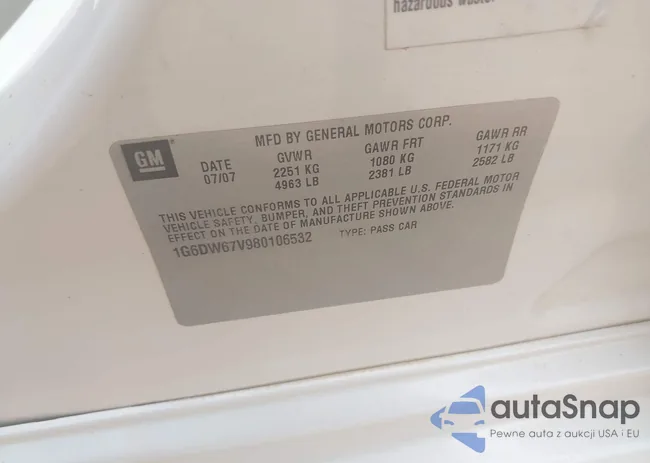 hazardous waste.
GM
MFD BY GENERAL MOTORS CORP.
DATE GVWR GAWR FRT GAWR RR
07/07 2251 KG 1080 KG 1171 KG
4963 LB 2381 LB 2582 LB
THIS VEHICLE CONFORMS TO ALL APPLICABLE U.S. FEDERAL MOTOR
VEHICLE SAFETY, BUMPER, AND THEFT PREVENTION STANDARDS IN
EFFECT ON THE DATE OF MANUFACTURE SHOWN ABOVE.
1G6DW67V980106532 TYPE: PASS CAR
autaSnap
Pewne auta z aukcji USA i EU